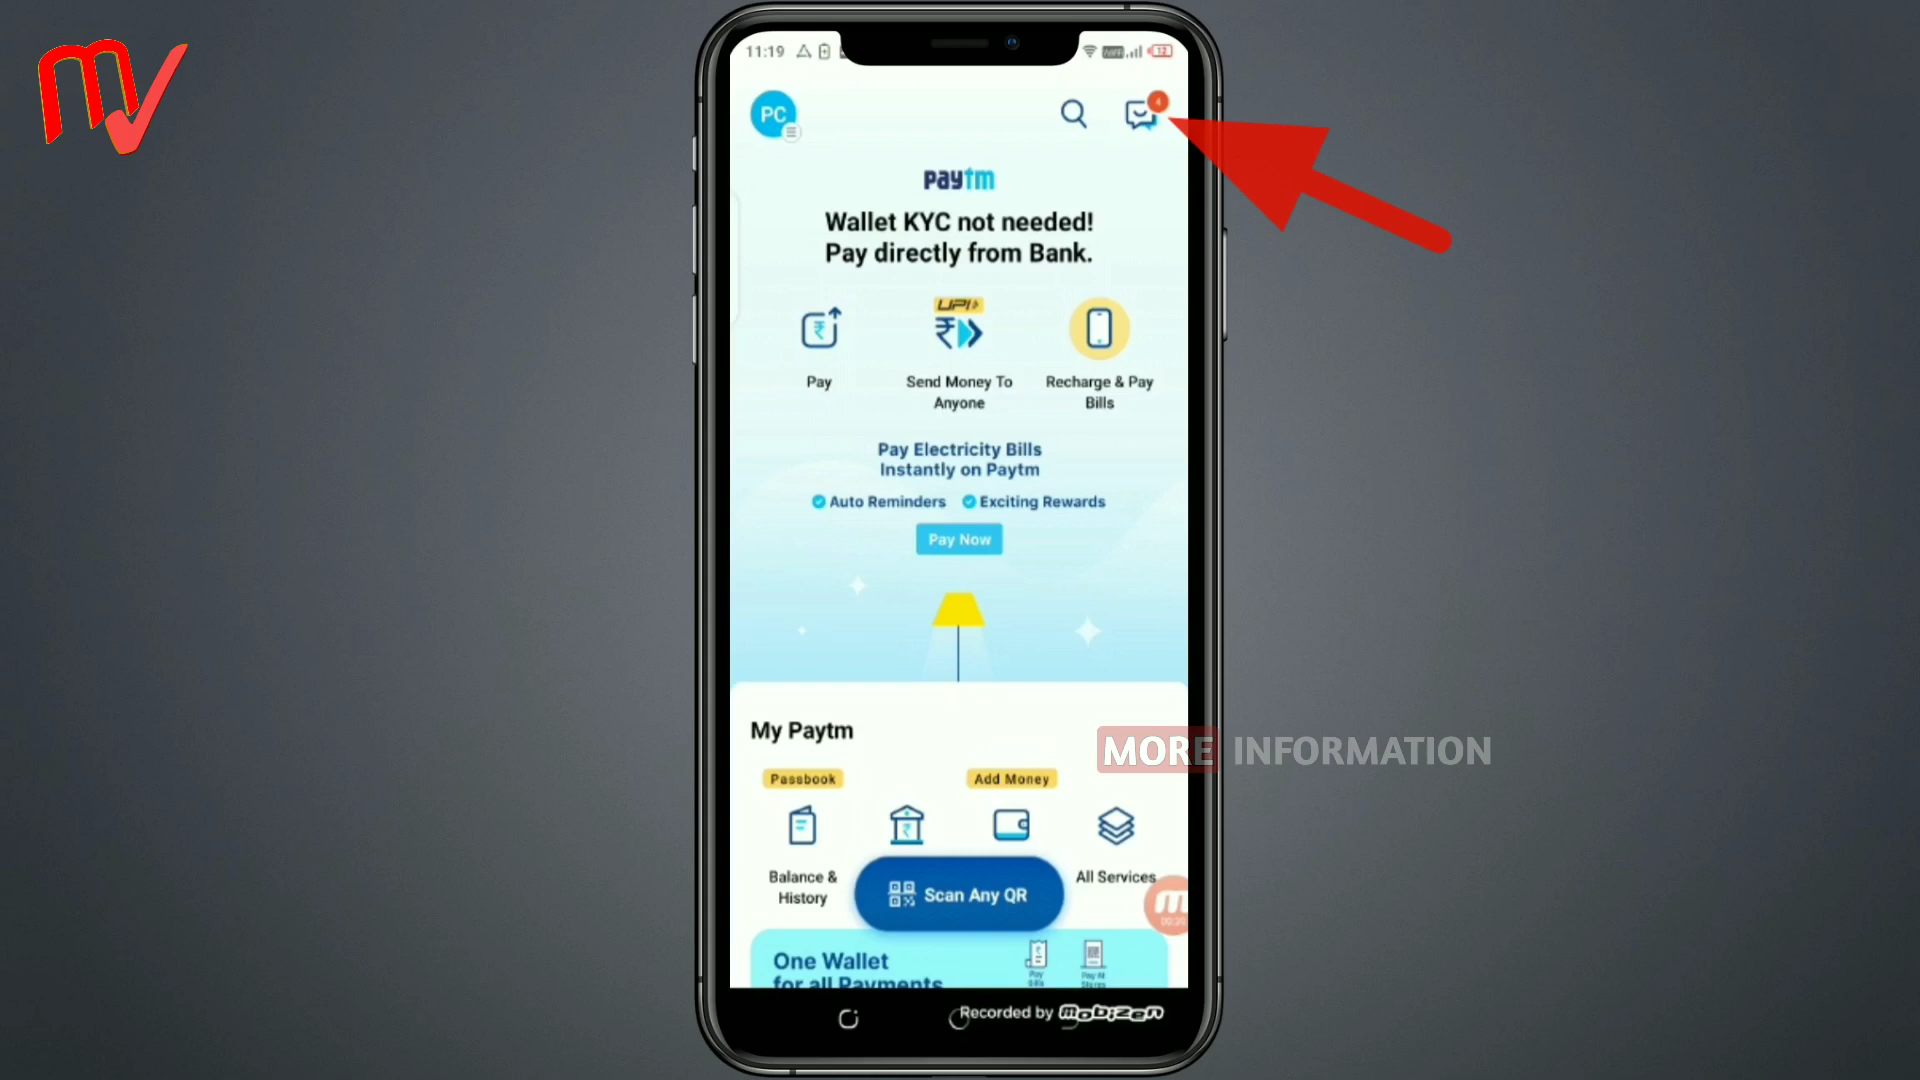 11:19
12
PC
4
paytm
Wallet KYC not needed!
Pay directly from Bank.
UPI
Pay
Send Money To
Anyone
Recharge & Pay
Bills
Pay Electricity Bills
Instantly on Paytm
Auto Reminders
Exciting Rewards
Pay Now
My Paytm
MORE INFORMATION
Passbook
Add Money
Balance &
History
All Services
Scan Any QR
One Wallet
for all Payments
Pay
Bills
Pay At
Stores
Recorded by mobizen